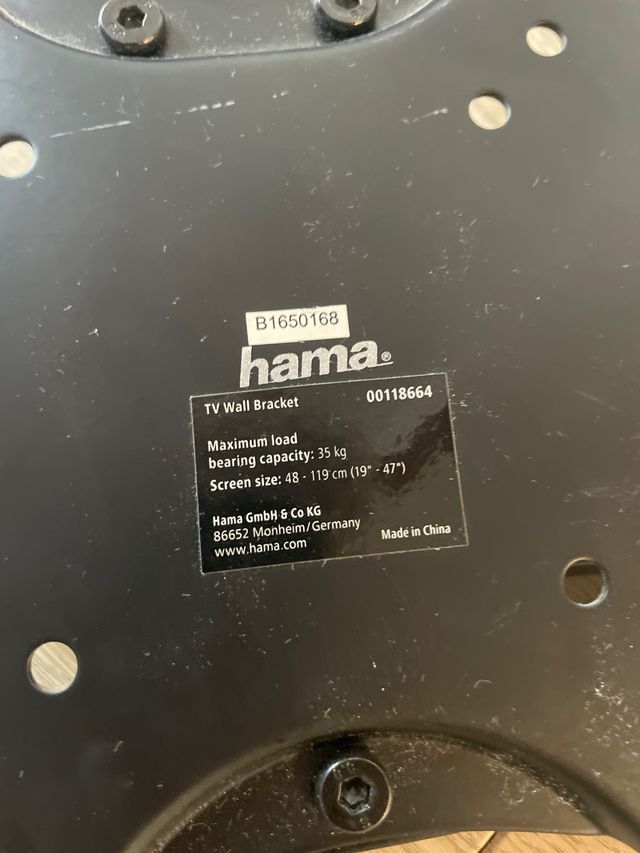 B1650168
hama®
TV Wall Bracket 00118664
Maximum load
bearing capacity: 35 kg
Screen size: 48 - 119 cm (19" - 47")
Hama GmbH & Co KG
86652 Monheim/Germany
www.hama.com Made in China